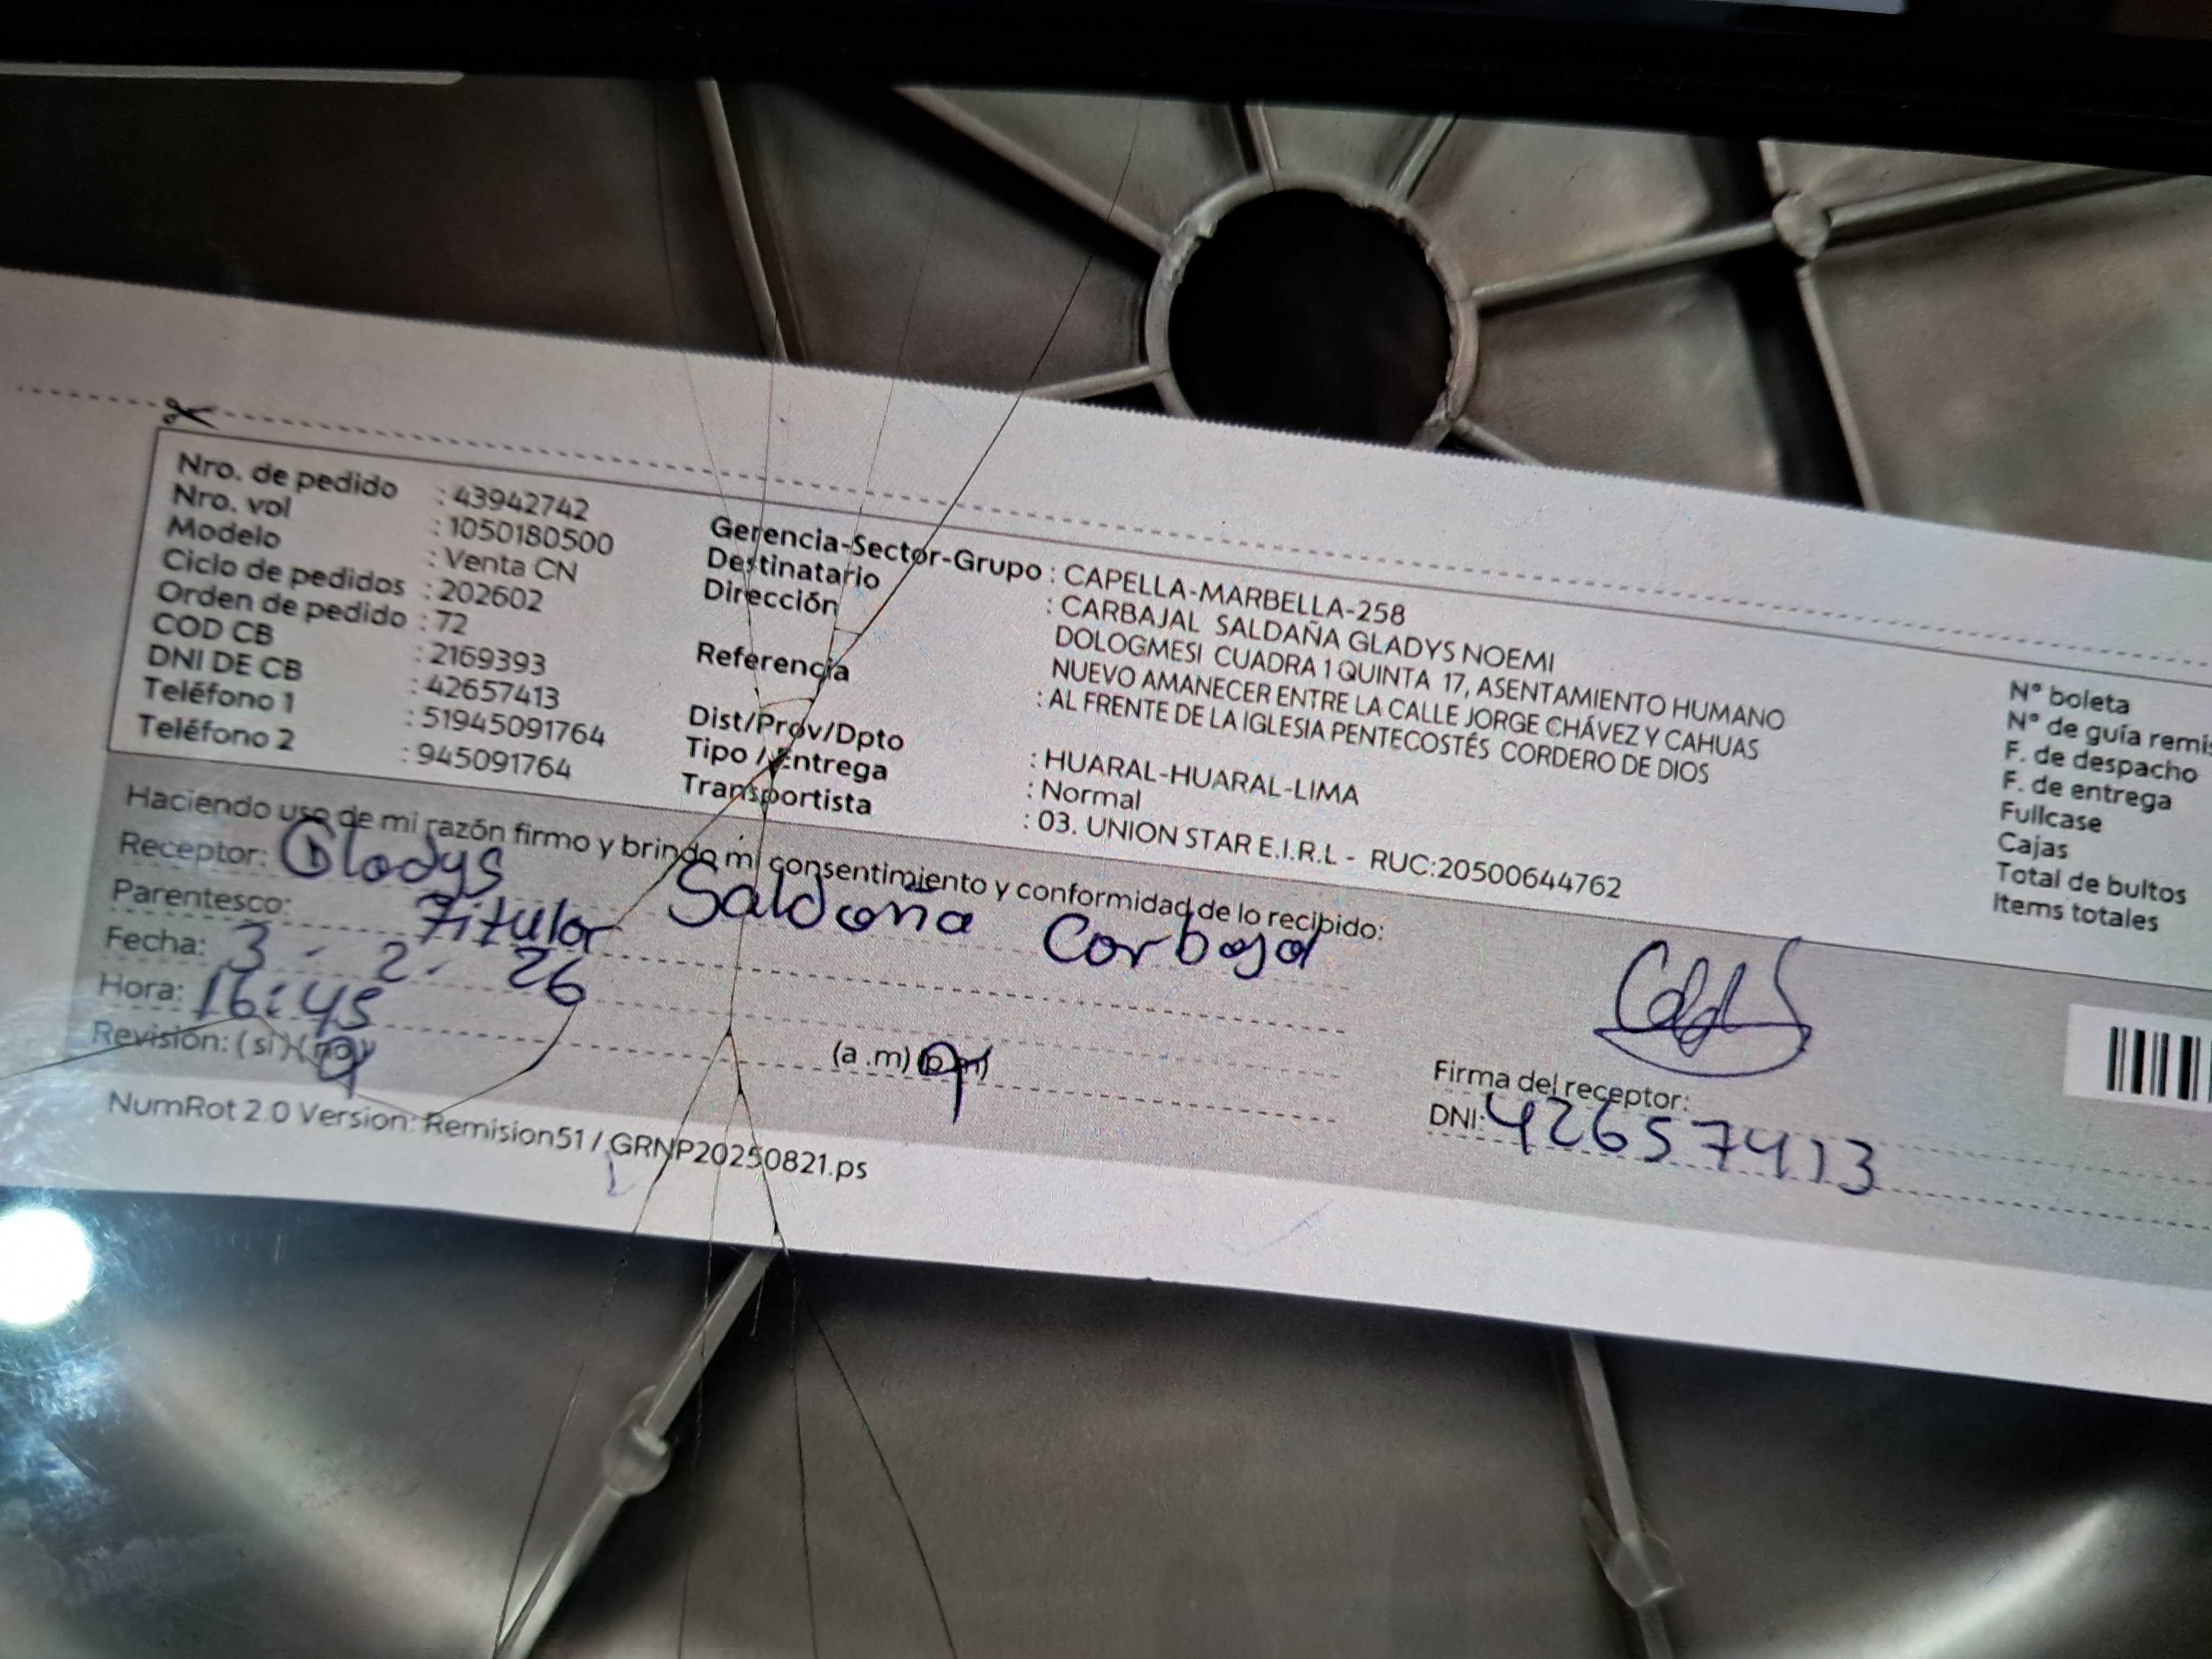 Nro. de pedido : 43942742
Nro. vol : 1050180500
Modelo : Venta CN
Ciclo de pedidos : 202602
Orden de pedido : 72
COD CB : 2169393
DNI DE CB : 42657413
Teléfono 1 : 51945091764
Teléfono 2 : 945091764
Gerencia-Sector-Grupo : CAPELLA-MARBELLA-258
Destinatario : CARBAJAL SALDAÑA GLADYS NOEMI
Dirección DOLOGMESI CUADRA 1 QUINTA 17, ASENTAMIENTO HUMANO
NUEVO AMANECER ENTRE LA CALLE JORGE CHÁVEZ Y CAHUAS
Referencia : AL FRENTE DE LA IGLESIA PENTECOSTÉS CORDERO DE DIOS
Dist/Prov/Dpto : HUARAL-HUARAL-LIMA
Tipo / Entrega : Normal
Transportista : 03. UNION STAR E.I.R.L - RUC:20500644762
N° boleta
N° de guía remis
F. de despacho
F. de entrega
Fullcase
Cajas
Total de bultos
Items totales
Haciendo uso de mi razón firmo y brindo mi consentimiento y conformidad de lo recibido:
Receptor: Gladys Saldaña Carbajal
Parentesco: Titular
Fecha: 3 - 2 - 26
Hora: 16:45 (a .m) (p.m)
Revisión: (si) (no)
Firma del receptor:
DNI: 42657413
NumRot 2.0 Version: Remision51 / GRNP20250821.ps